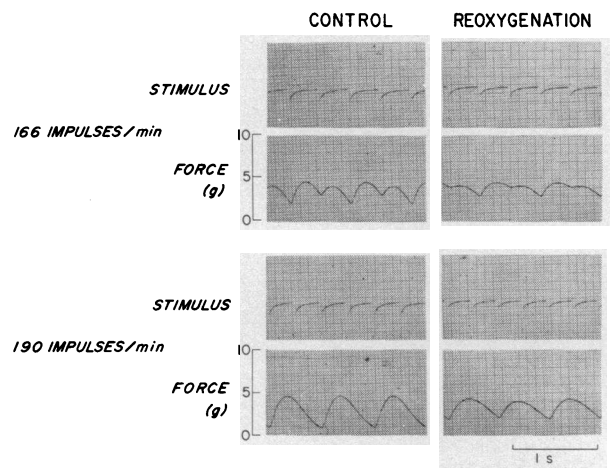 CONTROL
REOXYGENATION
STIMULUS
166 IMPULSES/min
10
FORCE
5
(g)
0
STIMULUS
190 IMPULSES/min
10
FORCE
5
(g)
0
1 s